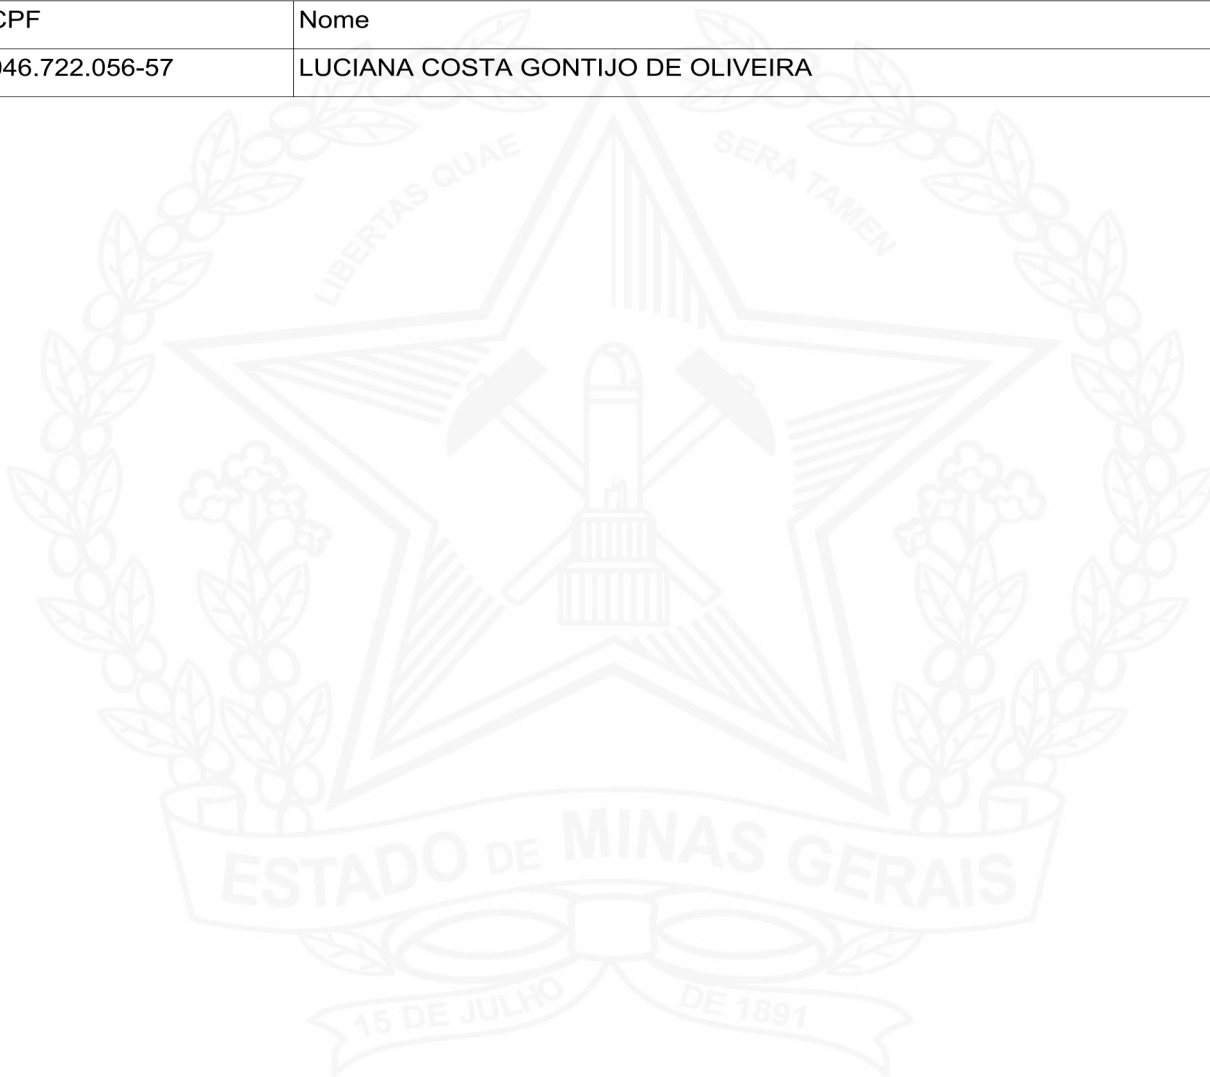 CPF Nome
046.722.056-57 LUCIANA COSTA GONTIJO DE OLIVEIRA
LIBERTAS QUAE SERA TAMEN
ESTADO DE MINAS GERAIS
15 DE JULHO DE 1891